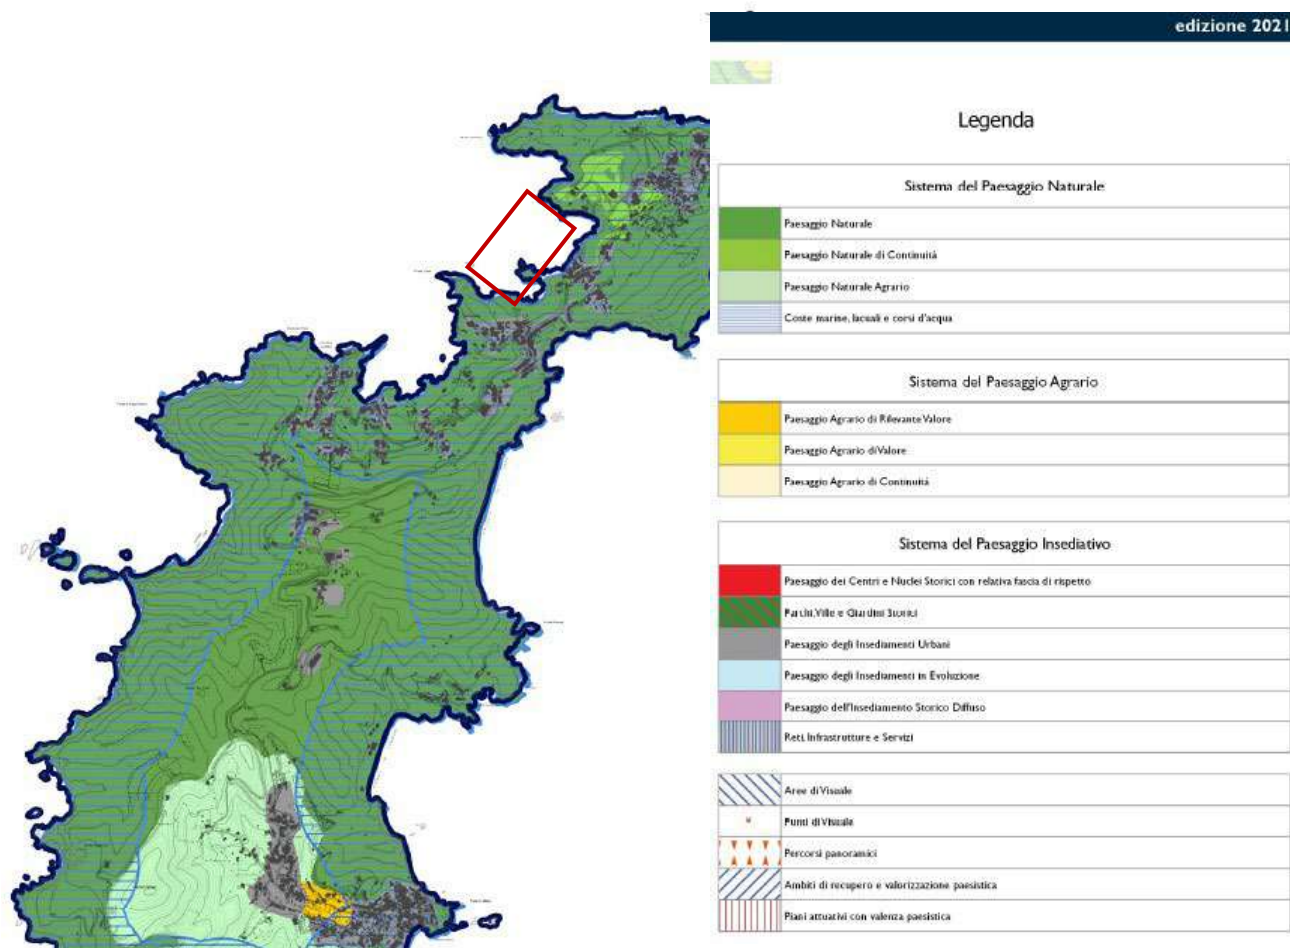 edizione 2021
Legenda
Sistema del Paesaggio Naturale
Paesaggio Naturale
Paesaggio Naturale di Continuità
Paesaggio Naturale Agrario
Coste marine, lacuali e corsi d'acqua
Sistema del Paesaggio Agrario
Paesaggio Agrario di Rilevante Valore
Paesaggio Agrario di Valore
Paesaggio Agrario di Continuità
Sistema del Paesaggio Insediativo
Paesaggio dei Centri e Nuclei Storici con relativa fascia di rispetto
Parchi, Ville e Giardini Storici
Paesaggio degli Insediamenti Urbani
Paesaggio degli Insediamenti in Evoluzione
Paesaggio dell'Insediamento Storico Diffuso
Reti, Infrastrutture e Servizi
Aree di Visuale
Punti di Visuale
Percorsi panoramici
Ambiti di recupero e valorizzazione paesistica
Piani attuativi con valenza paesistica